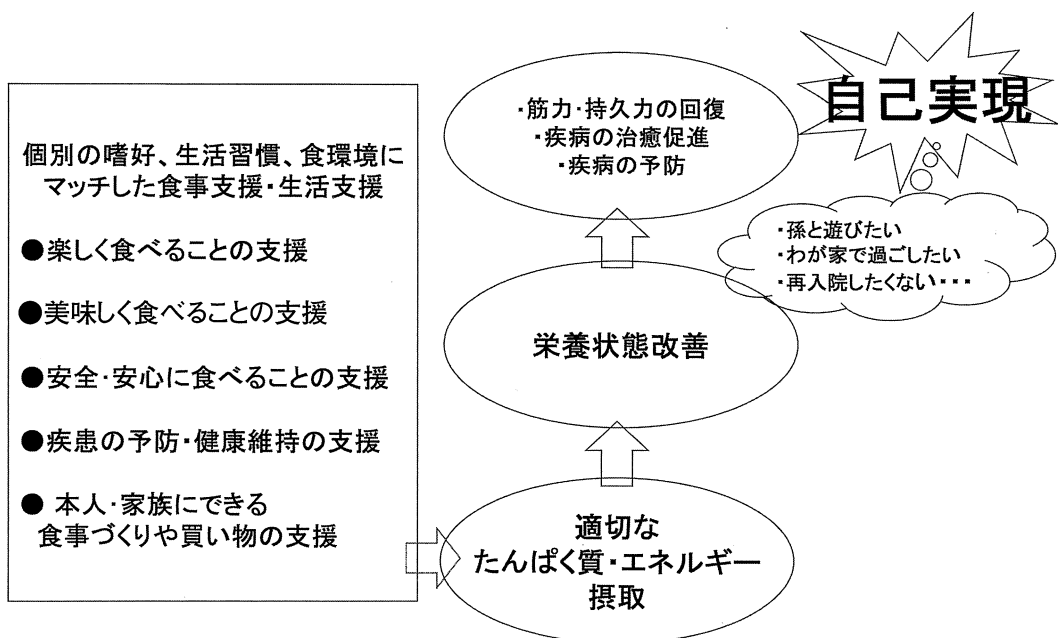 個別の嗜好、生活習慣、食環境に
マッチした食事支援・生活支援
●楽しく食べることの支援
●美味しく食べることの支援
●安全・安心に食べることの支援
●疾患の予防・健康維持の支援
● 本人・家族にできる
食事づくりや買い物の支援
・筋力・持久力の回復
・疾病の治癒促進
・疾病の予防
栄養状態改善
適切な
たんぱく質・エネルギー
摂取
自己実現
・孫と遊びたい
・わが家で過ごしたい
・再入院したくない・・・